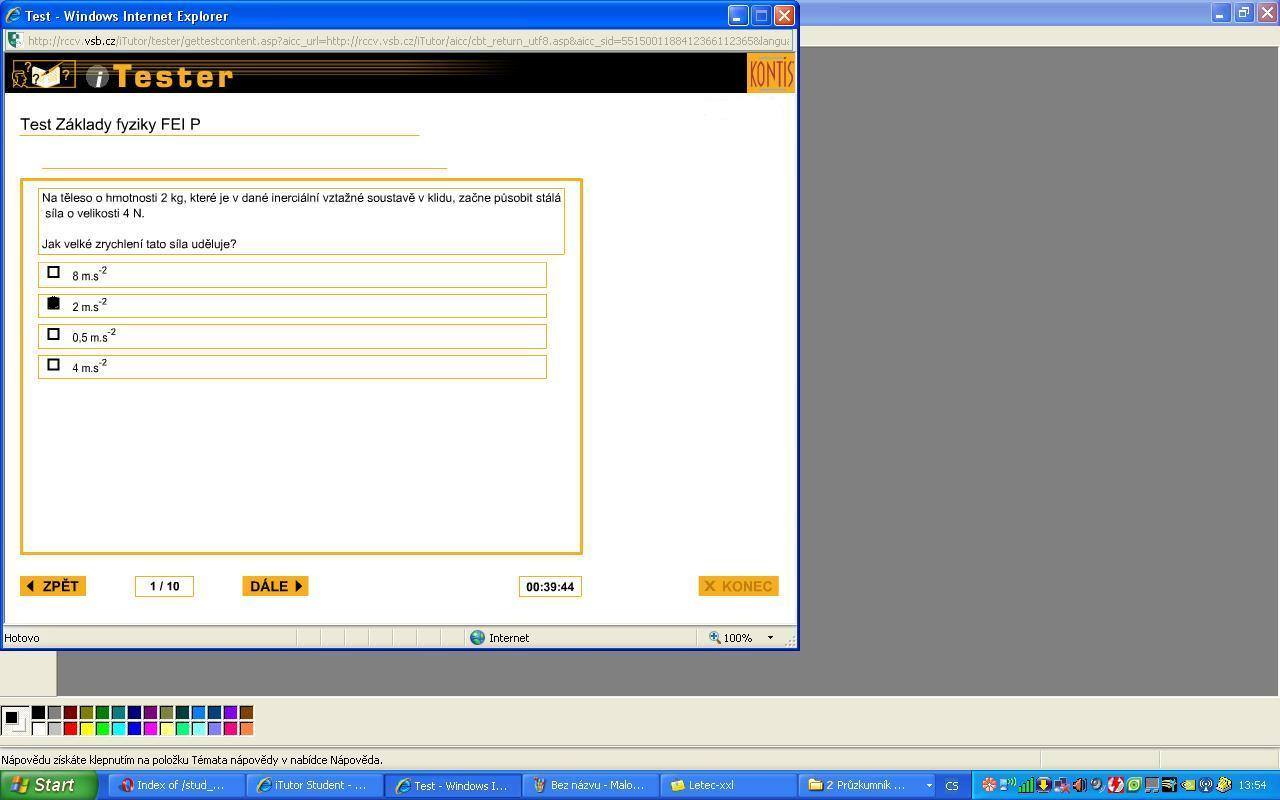 Test - Windows Internet Explorer
http://rccv.vsb.cz/iTutor/tester/gettestcontent.asp?aicc_url=http://rccv.vsb.cz/iTutor/aicc/cbt_return_utf8.asp&aicc_sid=55150011884123661123​65&langua
i Tester
KONTIS
Test Základy fyziky FEI P
Na těleso o hmotnosti 2 kg, které je v dané inerciální vztažné soustavě v klidu, začne působit stálá
síla o velikosti 4 N.
Jak velké zrychlení tato síla uděluje?
8 m.s-2
2 m.s-2
0,5 m.s-2
4 m.s-2
ZPĚT
1 / 10
DÁLE
00:39:44
X KONEC
Hotovo
Internet
100%
Nápovědu získáte klepnutím na položku Témata nápovědy v nabídce Nápověda.
Start
Index of /stud_...
iTutor Student - ...
Test - Windows I...
Bez názvu - Malo...
Letec-xxl
2 Průzkumník ...
CS
13:54